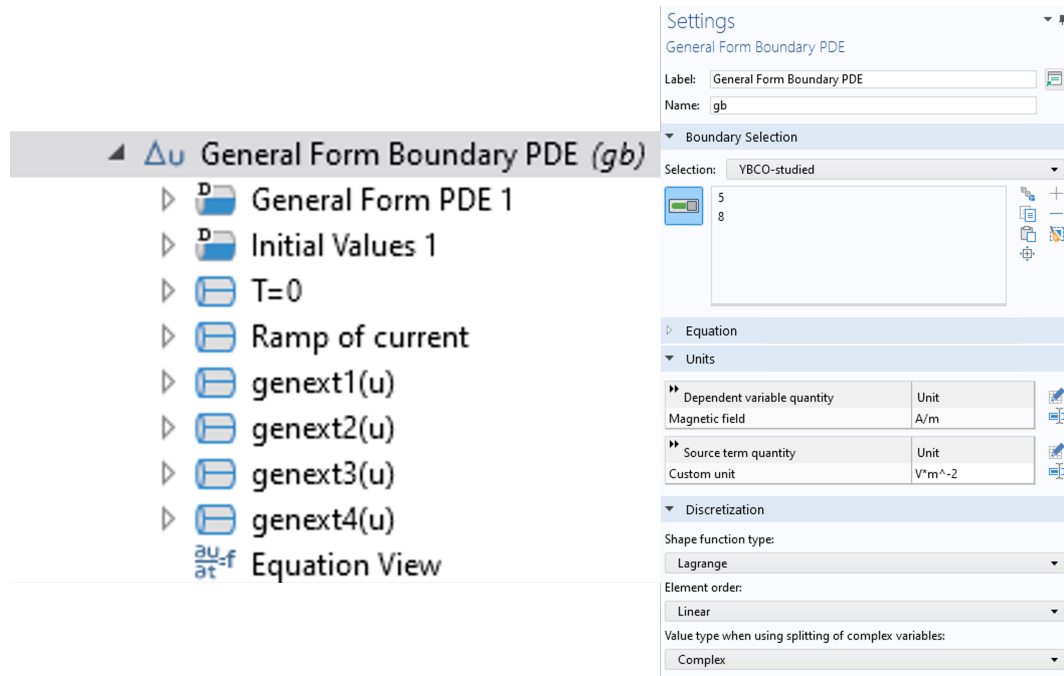 General Form Boundary PDE (gb)
General Form PDE 1
Initial Values 1
T=0
Ramp of current
genext1(u)
genext2(u)
genext3(u)
genext4(u)
Equation View
Settings
General Form Boundary PDE
Label: General Form Boundary PDE
Name: gb
Boundary Selection
Selection: YBCO-studied
5
8
Equation
Units
Dependent variable quantity Unit
Magnetic field A/m
Source term quantity Unit
Custom unit V*m^-2
Discretization
Shape function type:
Lagrange
Element order:
Linear
Value type when using splitting of complex variables:
Complex